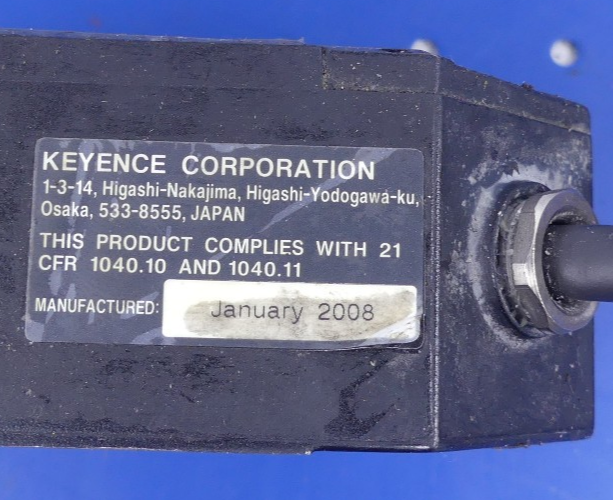 KEYENCE CORPORATION
1-3-14, Higashi-Nakajima, Higashi-Yodogawa-ku,
Osaka, 533-8555, JAPAN
THIS PRODUCT COMPLIES WITH 21
CFR 1040.10 AND 1040.11
MANUFACTURED: January 2008